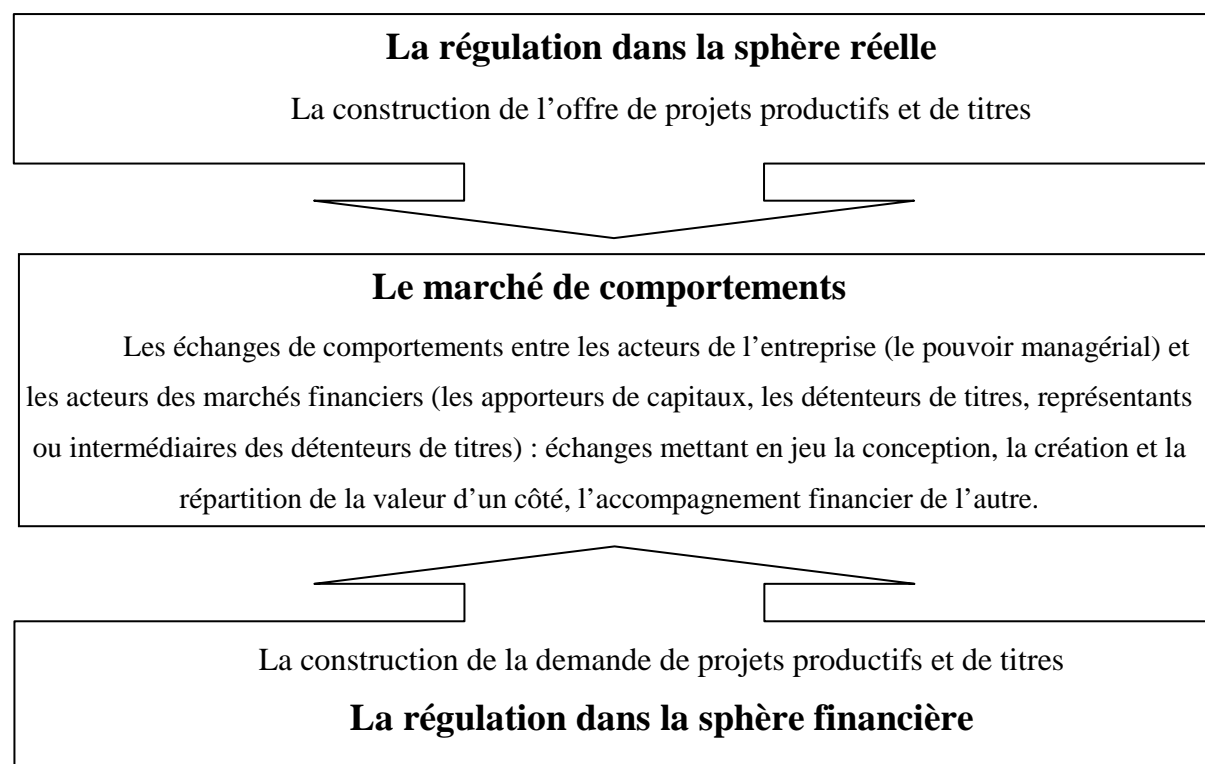 La régulation dans la sphère réelle
La construction de l’offre de projets productifs et de titres
Le marché de comportements
Les échanges de comportements entre les acteurs de l’entreprise (le pouvoir managérial) et
les acteurs des marchés financiers (les apporteurs de capitaux, les détenteurs de titres, représentants
ou intermédiaires des détenteurs de titres) : échanges mettant en jeu la conception, la création et la
répartition de la valeur d’un côté, l’accompagnement financier de l’autre.
La construction de la demande de projets productifs et de titres
La régulation dans la sphère financière